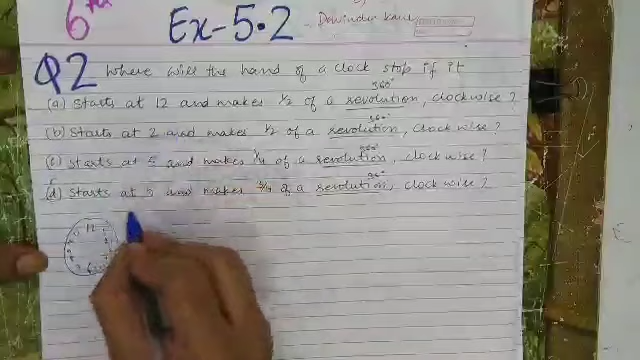 6th
Ex-5.2
- Davinder Kaur
Q2 Where will the hand of a clock stop if it
360°
(a) Starts at 12 and makes 1/2 of a revolution, clockwise?
360°
(b) Starts at 2 and makes 1/2 of a revolution, clockwise?
360°
(c) Starts at 5 and makes 1/4 of a revolution, clockwise?
(d) Starts at 5 and makes 3/4 of a revolution, clockwise?
12
6